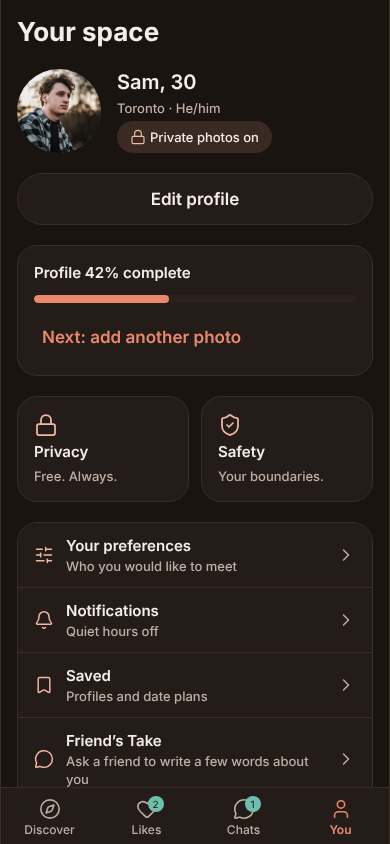 Your space
Sam, 30
Toronto · He/him
Private photos on
Edit profile
Profile 42% complete
Next: add another photo
Privacy
Free. Always.
Safety
Your boundaries.
Your preferences
Who you would like to meet
Notifications
Quiet hours off
Saved
Profiles and date plans
Friend’s Take
Ask a friend to write a few words about
you
2
1
Discover
Likes
Chats
You